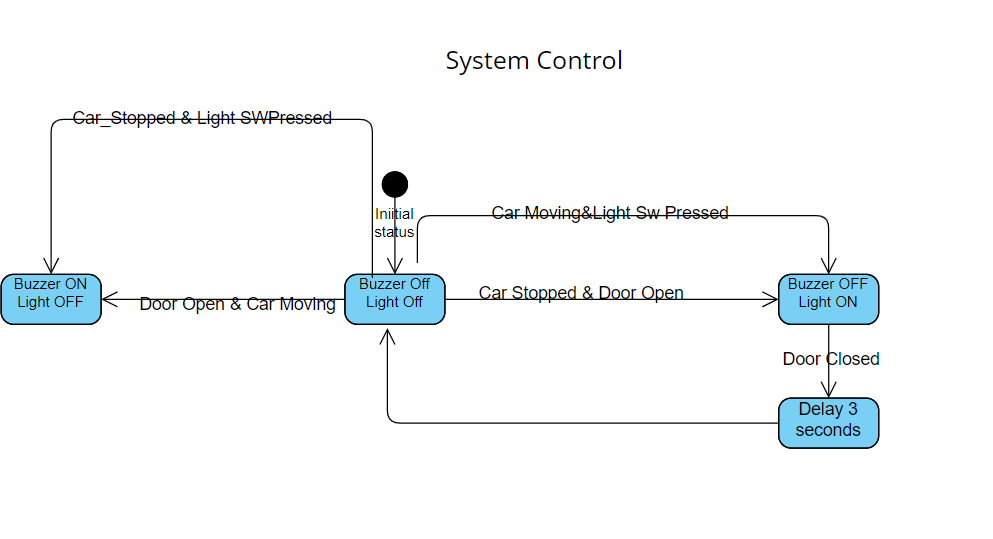 System Control
Car_Stopped & Light SWPressed
Iniitial
status
Car Moving&Light Sw Pressed
Buzzer ON
Light OFF
Door Open & Car Moving
Buzzer Off
Light Off
Car Stopped & Door Open
Buzzer OFF
Light ON
Door Closed
Delay 3
seconds